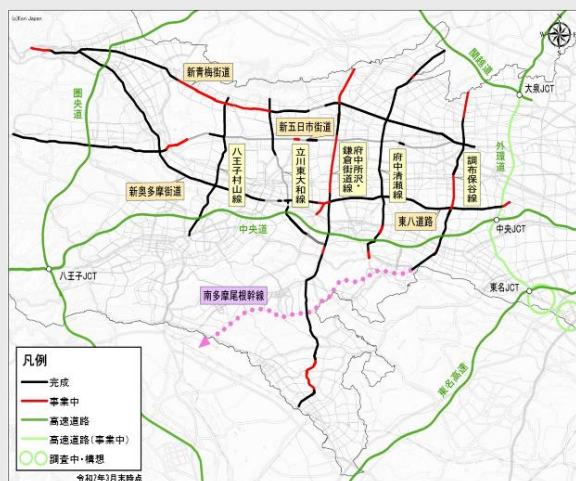 (c)Esri Japan
新青梅街道
関越道
大泉JCT
圏央道
新五日市街道
八王子村山線
立川東大和線
府中所沢・
鎌倉街道線
府中清瀬線
調布保谷線
外環道
新奥多摩街道
東八道路
中央道
中央JCT
八王子JCT
南多摩尾根幹線
東名JCT
東名高速
凡例
完成
事業中
高速道路
高速道路(事業中)
調査中・構想
令和2年3月末時点
N
W
E
S